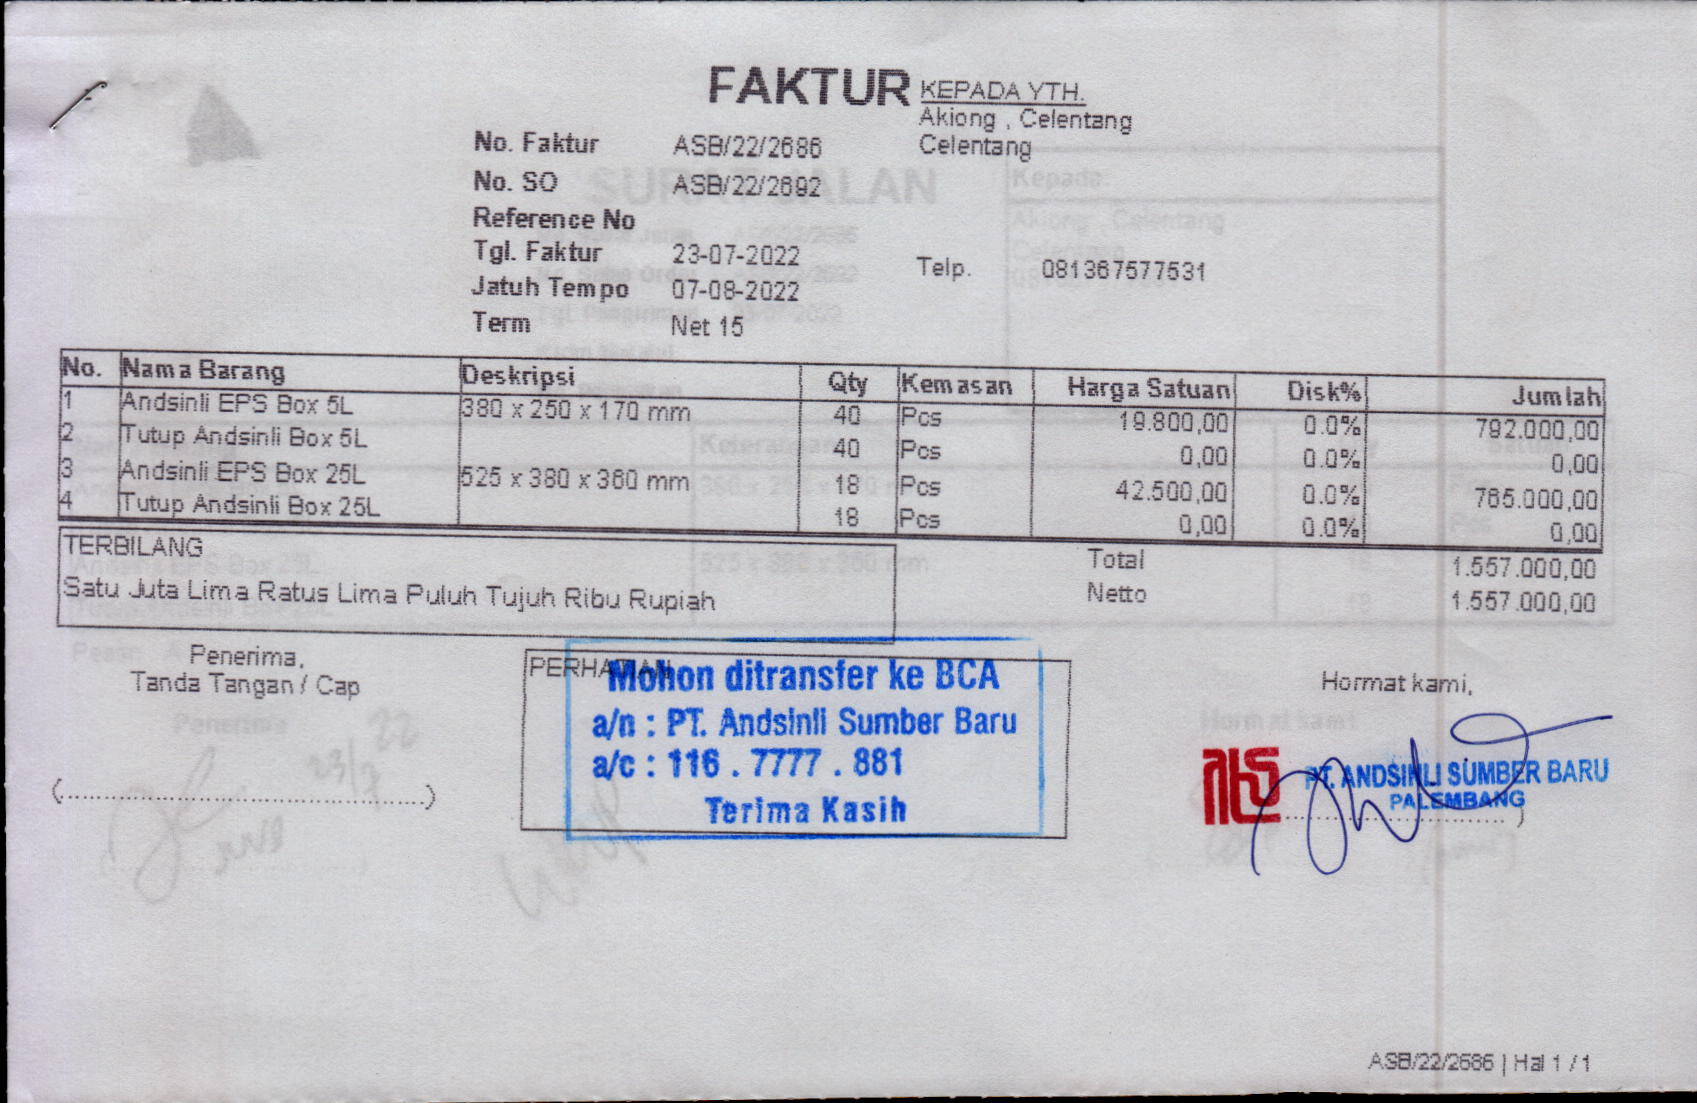 FAKTUR
KEPADA YTH.
Akiong , Celentang
Celentang
No. Faktur ASB/22/2686
No. SO ASB/22/2692
Reference No
Tgl. Faktur 23-07-2022
Telp. 081367577531
Jatuh Tempo 07-08-2022
Term Net 15
No. Nama Barang Deskripsi Qty Kemasan Harga Satuan Disk% Jumlah
1 Andsinli EPS Box 5L 380 x 250 x 170 mm 40 Pcs 19.800,00 0.0% 792.000,00
2 Tutup Andsinli Box 5L 40 Pcs 0,00 0.0% 0,00
3 Andsinli EPS Box 25L 525 x 380 x 360 mm 18 Pcs 42.500,00 0.0% 765.000,00
4 Tutup Andsinli Box 25L 18 Pcs 0,00 0.0% 0,00
TERBILANG
Satu Juta Lima Ratus Lima Puluh Tujuh Ribu Rupiah
Total 1.557.000,00
Netto 1.557.000,00
Penerima,
Tanda Tangan / Cap
(..........................................)
PERHATIAN
Mohon ditransfer ke BCA
a/n : PT. Andsinli Sumber Baru
a/c : 116 . 7777 . 881
Terima Kasih
Hormat kami,
PT. ANDSINLI SUMBER BARU
PALEMBANG
ASB/22/2686 | Hal 1 / 1